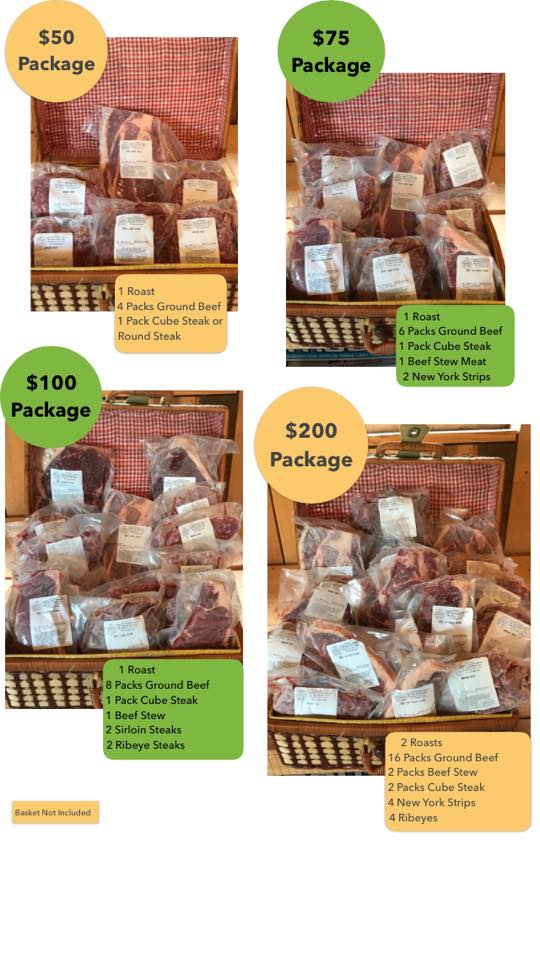 $50
Package
1 Roast
4 Packs Ground Beef
1 Pack Cube Steak or
Round Steak
$75
Package
1 Roast
6 Packs Ground Beef
1 Pack Cube Steak
1 Beef Stew Meat
2 New York Strips
$100
Package
1 Roast
8 Packs Ground Beef
1 Pack Cube Steak
1 Beef Stew
2 Sirloin Steaks
2 Ribeye Steaks
$200
Package
2 Roasts
16 Packs Ground Beef
2 Packs Beef Stew
2 Packs Cube Steak
4 New York Strips
4 Ribeyes
Basket Not Included